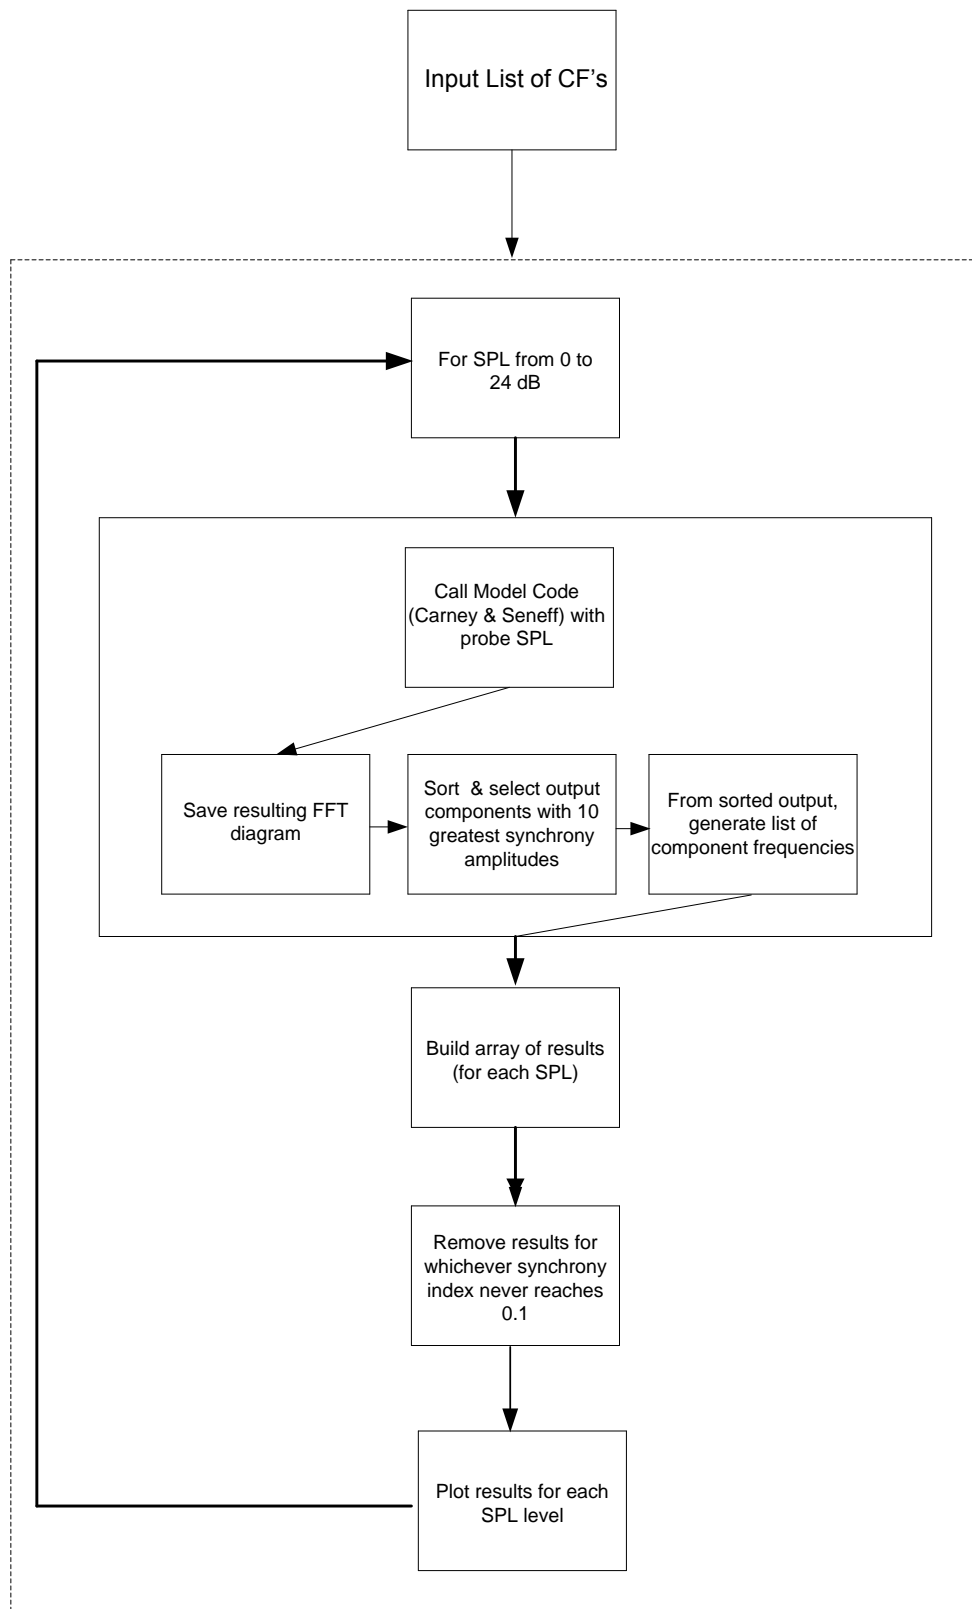 Input List of CF's
For SPL from 0 to
24 dB
Call Model Code
(Carney & Seneff) with
probe SPL
Save resulting FFT
diagram
Sort & select output
components with 10
greatest synchrony
amplitudes
From sorted output,
generate list of
component frequencies
Build array of results
(for each SPL)
Remove results for
whichever synchrony
index never reaches
0.1
Plot results for each
SPL level